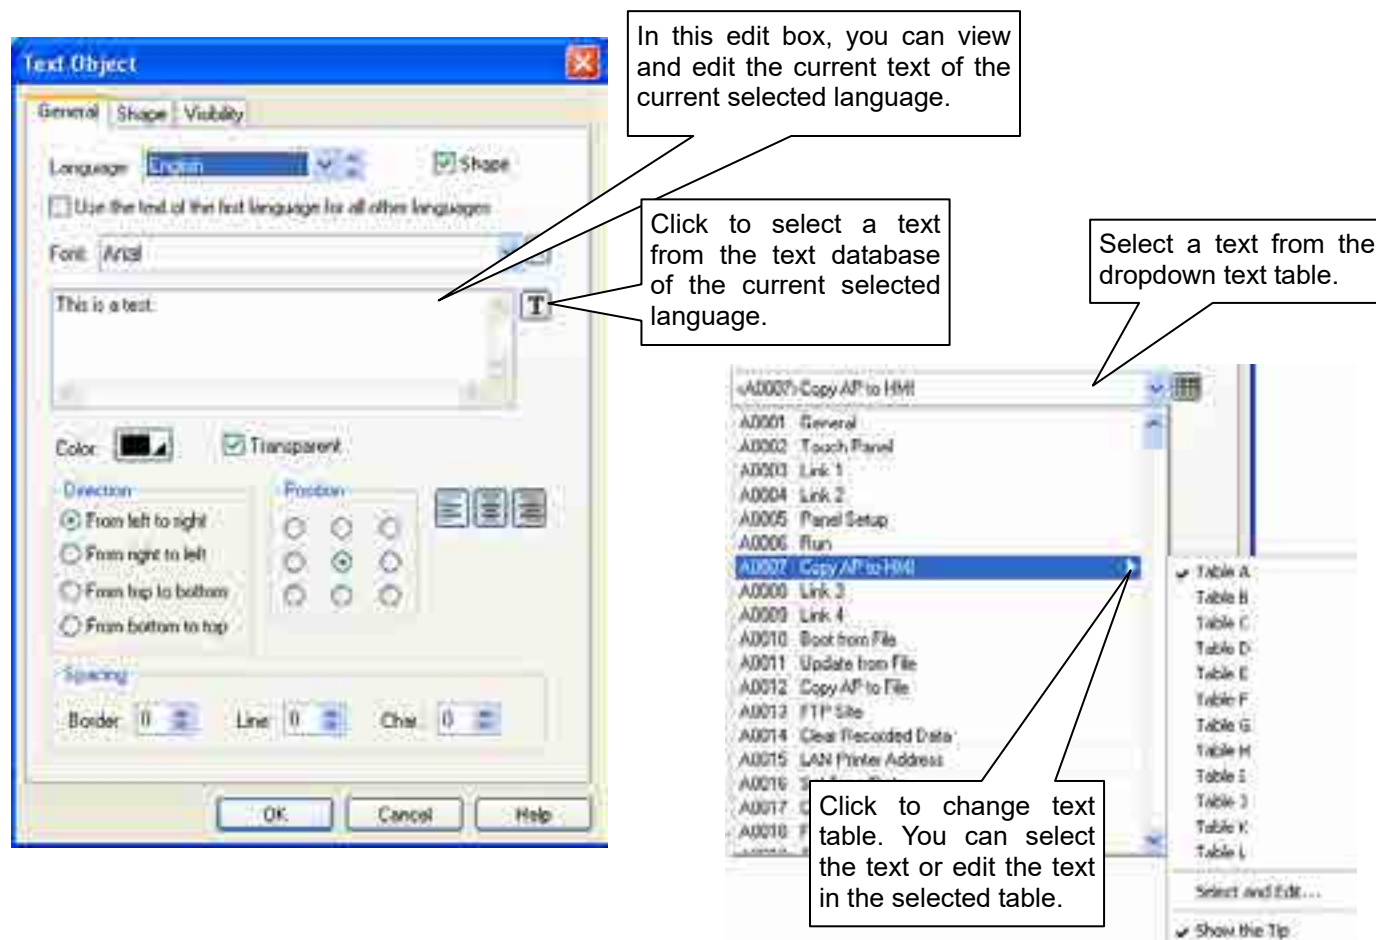 In this edit box, you can view
and edit the current text of the
current selected language.
Text Object
General Shape Visibility
Language: English
Shape
Use the text of the first language for all other languages
Font: Arial
This is a test.
T
Click to select a text
from the text database
of the current selected
language.
Color:
Transparent
Direction
From left to right
From right to left
From top to bottom
From bottom to top
Position
Spacing
Border: 0
Line: 0
Char.: 0
OK
Cancel
Help
Select a text from the
dropdown text table.
<A0007>Copy AP to HMI
A0001 General
A0002 Touch Panel
A0003 Link 1
A0004 Link 2
A0005 Panel Setup
A0006 Run
A0007 Copy AP to HMI
A0008 Link 3
A0009 Link 4
A0010 Boot from File
A0011 Update from File
A0012 Copy AP to File
A0013 FTP Site
A0014 Clear Recorded Data
A0015 LAN Printer Address
A0016
A0017
A0018
Table A
Table B
Table C
Table D
Table E
Table F
Table G
Table H
Table I
Table J
Table K
Table L
Select and Edit...
Show the Tip
Click to change text
table. You can select
the text or edit the text
in the selected table.